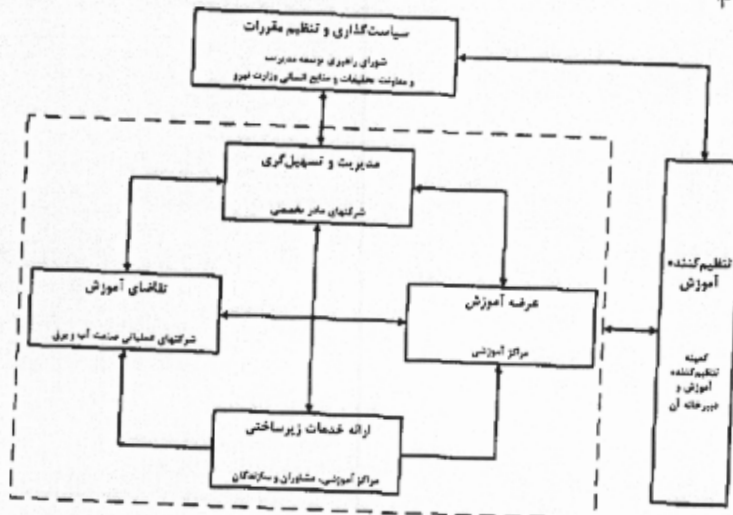 سیاست‌گذاری و تنظیم مقررات
شورای راهبری توسعه مدیریت
و معاونت تحقیقات و منابع انسانی وزارت نیرو
مدیریت و تسهیل‌گری
شرکتهای مادر تخصصی
تقاضای آموزش
شرکتهای عملیاتی صنعت آب و برق
عرضه آموزش
مراکز آموزشی
ارائه خدمات زیرساختی
مراکز آموزشی، مشاوران و سازندگان
تنظیم‌کننده
آموزش
کمیته
تنظیم‌کننده
آموزش و
دبیرخانه آن